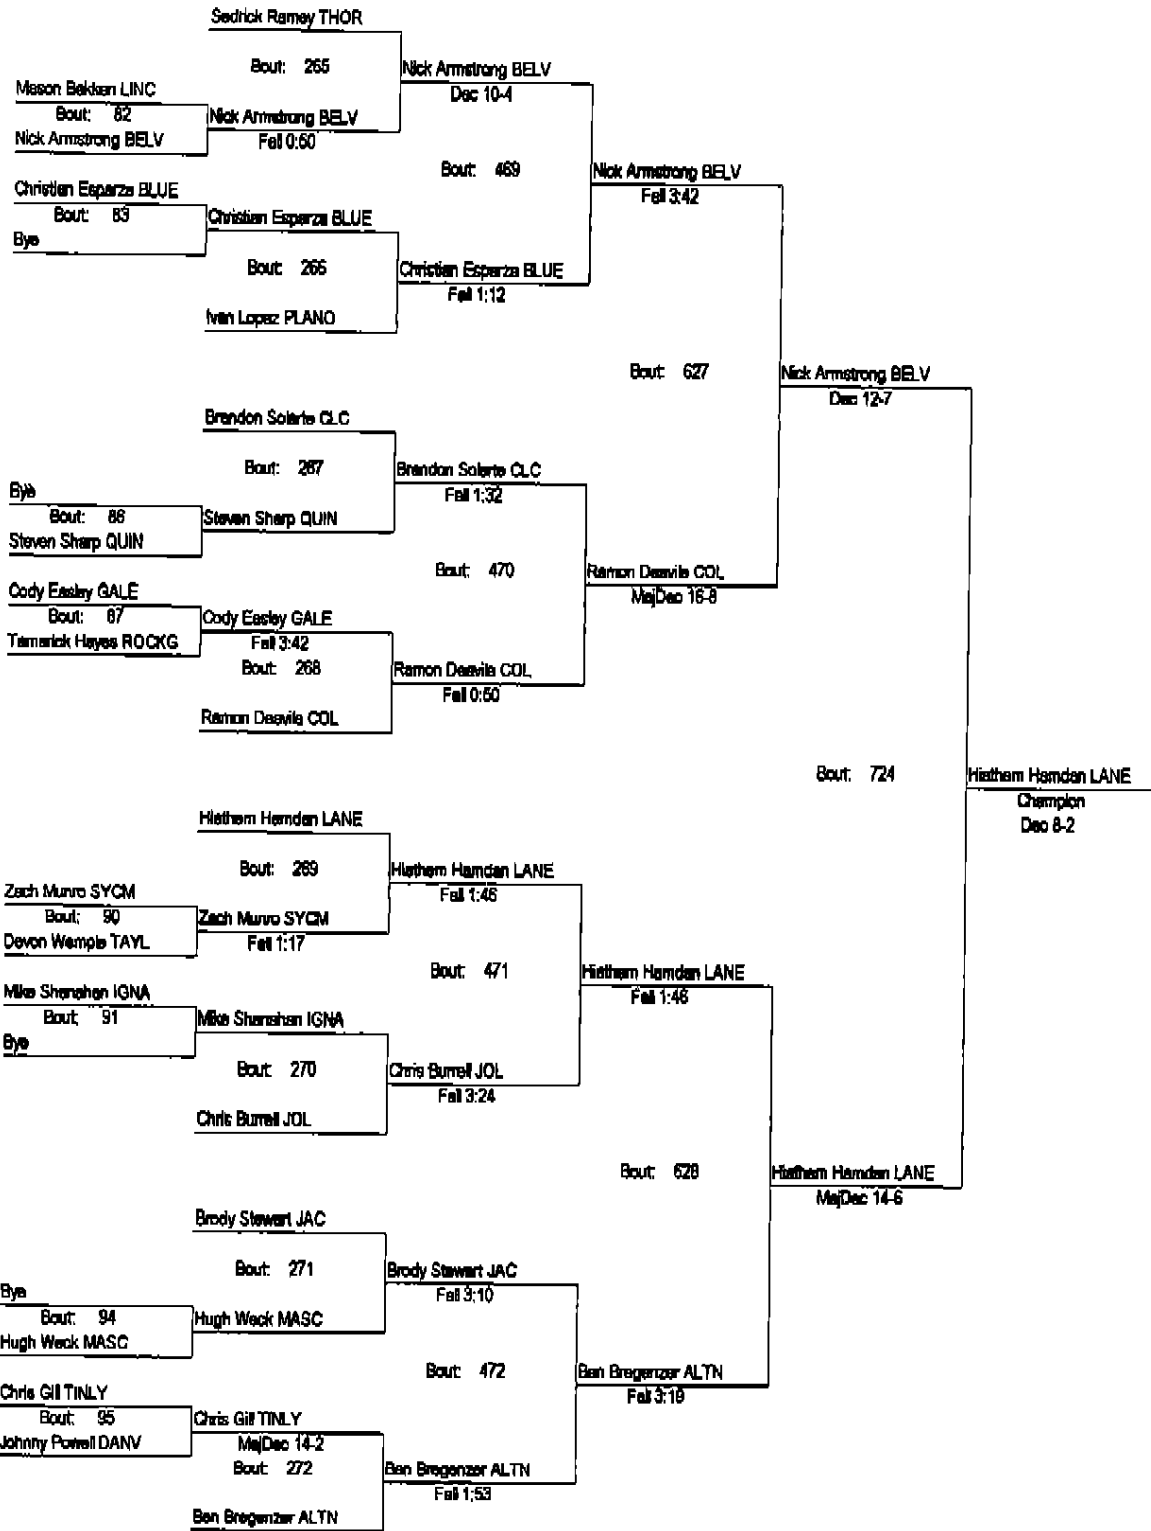 Sedrick Ramey THOR
Bout: 265
Nick Armstrong BELV
Dec 10-4
Mason Bekken LINC
Bout: 82
Nick Armstrong BELV
Nick Armstrong BELV
Fall 0:50
Bout: 469
Nick Armstrong BELV
Fall 3:42
Christian Esparza BLUE
Bout: 83
Bye
Christian Esparza BLUE
Bout: 266
Christian Esparza BLUE
Fall 1:12
Ivan Lopez PLANO
Bout: 627
Nick Armstrong BELV
Dec 12-7
Brandon Solarte CLC
Bout: 267
Brandon Solarte CLC
Fall 1:32
Bye
Bout: 86
Steven Sharp QUIN
Steven Sharp QUIN
Bout: 470
Ramon Deavila COL
MajDec 16-8
Cody Easley GALE
Bout: 87
Tamarick Hayes ROCKG
Cody Easley GALE
Fall 3:42
Bout: 268
Ramon Deavila COL
Fall 0:50
Ramon Deavila COL
Bout: 724
Hiatham Hamdan LANE
Champion
Dec 8-2
Hiatham Hamdan LANE
Bout: 269
Hiatham Hamdan LANE
Fall 1:46
Zach Munro SYCM
Bout: 90
Devon Wample TAYL
Zach Munro SYCM
Fall 1:17
Bout: 471
Hiatham Hamdan LANE
Fall 1:46
Mike Shanahan IGNA
Bout: 91
Bye
Mike Shanahan IGNA
Bout: 270
Chris Burrell JOL
Fall 3:24
Chris Burrell JOL
Bout: 628
Hiatham Hamdan LANE
MajDec 14-6
Brody Stewart JAC
Bout: 271
Brody Stewart JAC
Fall 3:10
Bye
Bout: 94
Hugh Weck MASC
Hugh Weck MASC
Bout: 472
Ben Bregenzer ALTN
Fall 3:19
Chris Gill TINLY
Bout: 95
Johnny Powell DANV
Chris Gill TINLY
MajDec 14-2
Bout: 272
Ben Bregenzer ALTN
Fall 1:53
Ben Bregenzer ALTN